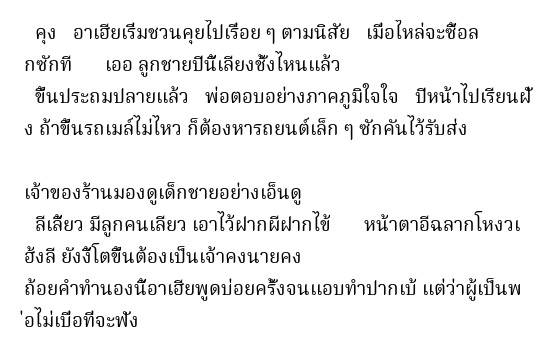 คุง อาเฮียเริ่มชวนคุยไปเรื่อย ๆ ตามนิสัย เมื่อไหล่จะซื้อล
กซักที เออ ลูกชายปีนี้เลียงชั้งไหนแล้ว
ขึ้นประถมปลายแล้ว พ่อตอบอย่างภาคภูมิใจใจ ปีหน้าไปเรียนฝั่
ง ถ้าขึ้นรถเมล์ไม่ไหว ก็ต้องหารถยนต์เล็ก ๆ ซักคันไว้รับส่ง
เจ้าของร้านมองดูเด็กชายอย่างเอ็นดู
ลีเลี้ยว มีลูกคนเลียว เอาไว้ฝากผีฝากไข้ หน้าตาอีฉลากโหงวเ
ฮ้งลี ยังงี้โตขึ้นต้องเป็นเจ้าคงนายคง
ถ้อยคำทำนองนี้อาเฮียพูดบ่อยครั้งจนแอบทำปากเบ้ แต่ว่าผู้เป็นพ
่อไม่เบื่อที่จะฟัง